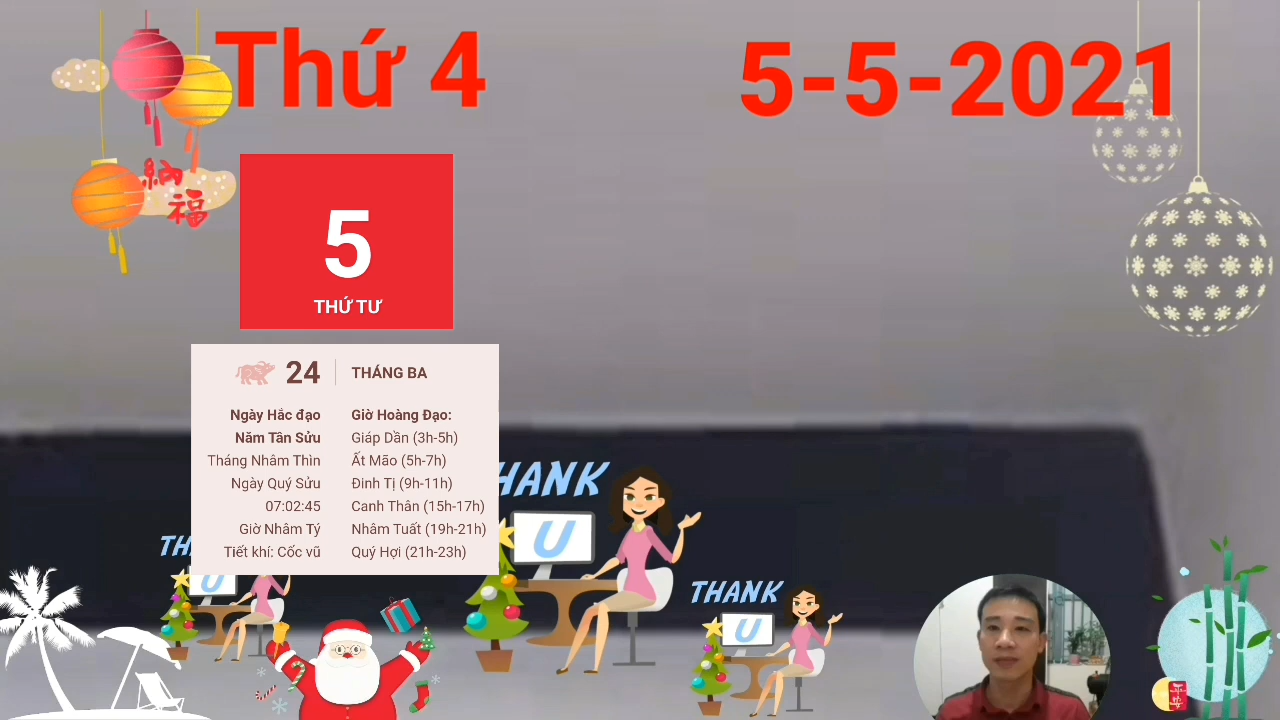 Thứ 4
5-5-2021
納
福
5
THỨ TƯ
24
THÁNG BA
Ngày Hắc đạo
Giờ Hoàng Đạo:
Năm Tân Sửu
Giáp Dần (3h-5h)
Tháng Nhâm Thìn
Ất Mão (5h-7h)
Ngày Quý Sửu
Đinh Tị (9h-11h)
07:02:45
Canh Thân (15h-17h)
Giờ Nhâm Tý
Nhâm Tuất (19h-21h)
Tiết khí: Cốc vũ
Quý Hợi (21h-23h)
HANK
U
TH
U
THANK
U